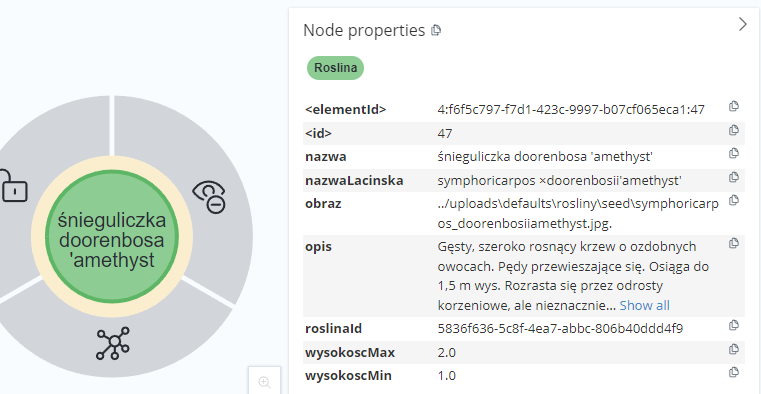 śnieguliczka
doorenbosa
'amethyst
Node properties
Roslina
<elementId> 4:f6f5c797-f7d1-423c-9997-b07cf065eca1:47
<id> 47
nazwa śnieguliczka doorenbosa 'amethyst'
nazwaLacinska symphoricarpos ×doorenbosii'amethyst'
obraz ../uploads\defaults\rosliny\seed\symphoricarp
os_doorenbosiiamethyst.jpg.
opis Gęsty, szeroko rosnący krzew o ozdobnych
owocach. Pędy przewieszające się. Osiąga do
1,5 m wys. Rozrasta się przez odrosty
korzeniowe, ale nieznacznie... Show all
roslinaId 5836f636-5c8f-4ea7-abbc-806b40ddd4f9
wysokoscMax 2.0
wysokoscMin 1.0